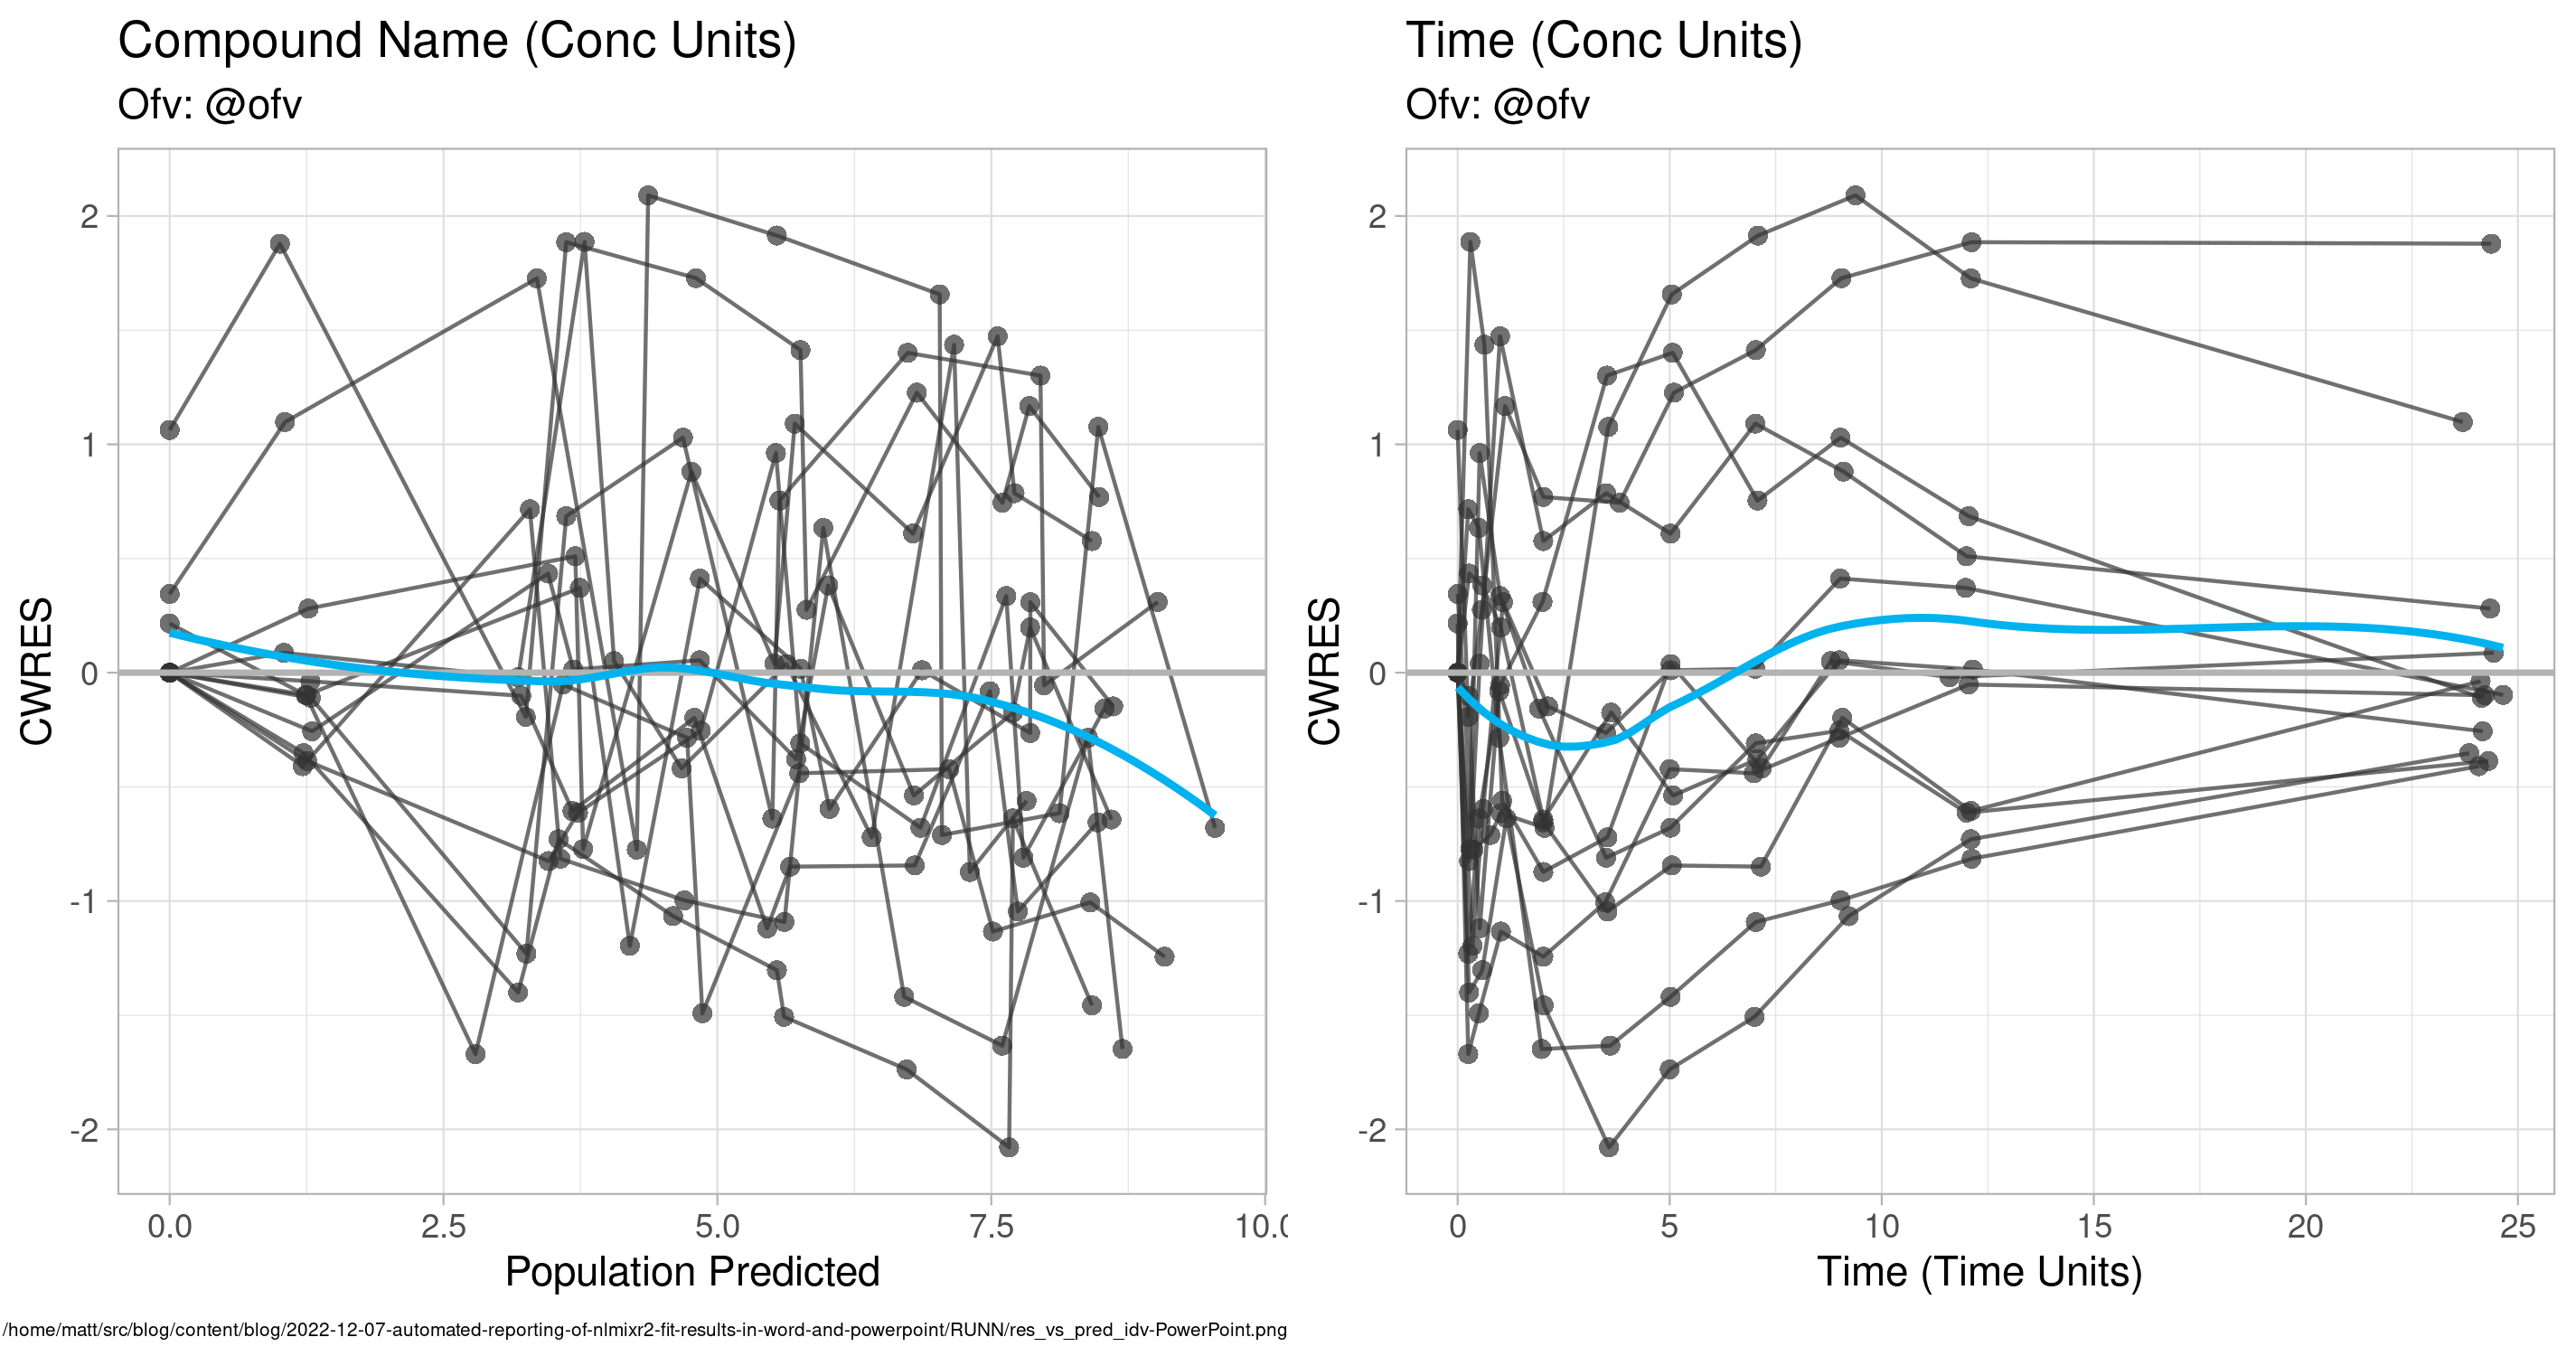 Compound Name (Conc Units)
Ofv: @ofv
CWRES
2
1
0
-1
-2
0.0 2.5 5.0 7.5 10.0
Population Predicted
Time (Conc Units)
Ofv: @ofv
CWRES
2
1
0
-1
-2
0 5 10 15 20 25
Time (Time Units)
/home/matt/src/blog/content/blog/2022-12-07-automated-reporting-of-nlmixr2-fit-results-in-word-and-powerpoint/RUNN/res_vs_pred_idv-PowerPoint.png